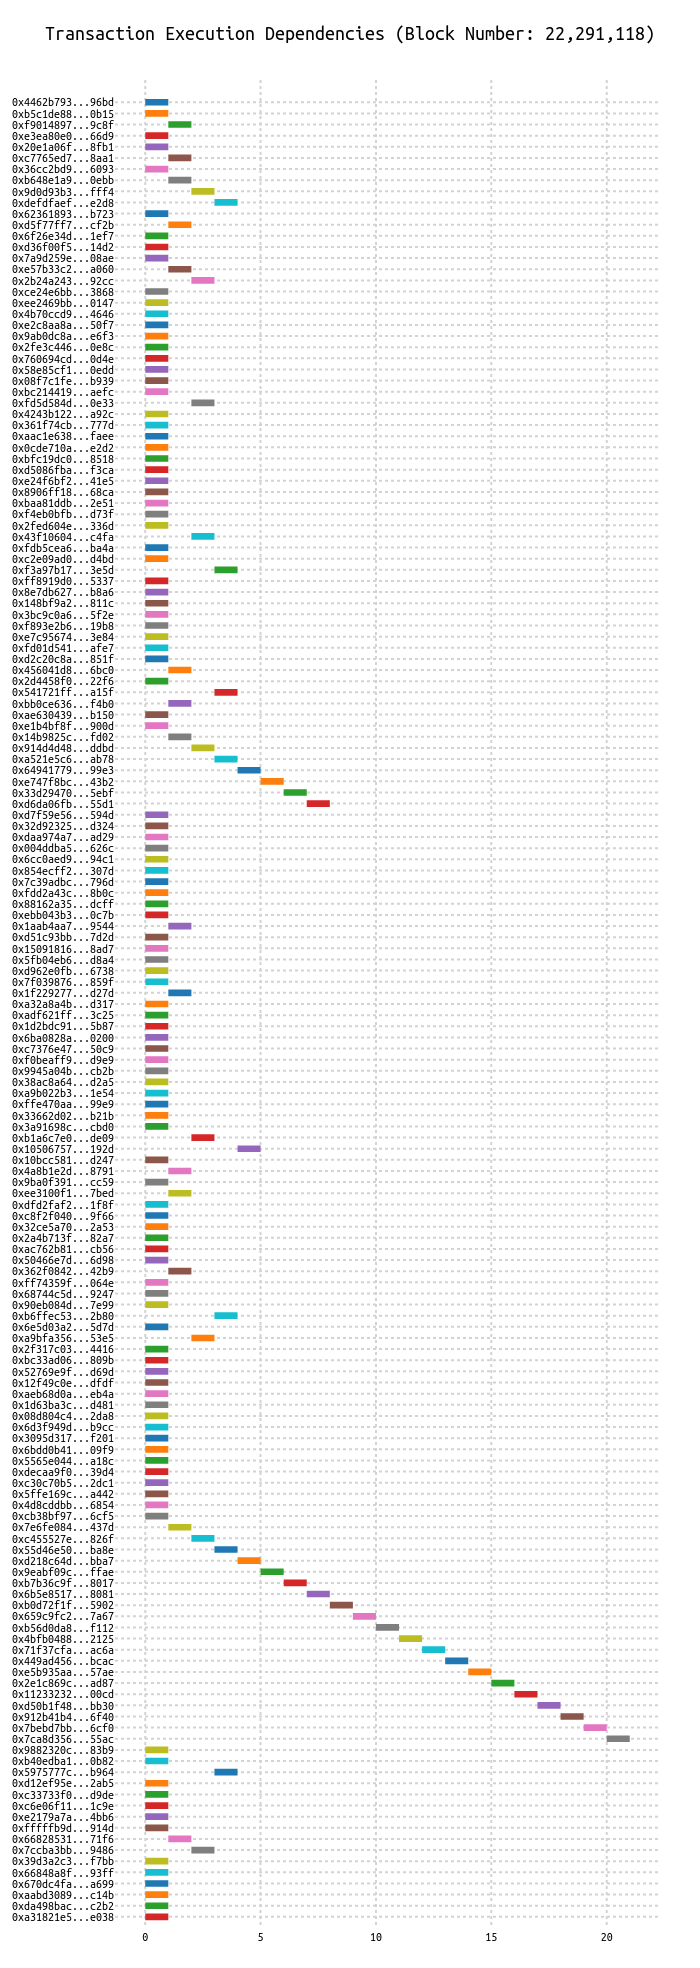 Transaction Execution Dependencies (Block Number: 22,291,118)
0x4462b793...96bd
0xb5c1de88...0b15
0xf9014897...9c8f
0xe3ea80e0...66d9
0x20e1a06f...8fb1
0xc7765ed7...8aa1
0x36cc2bd9...6093
0xb648e1a9...0ebb
0x9d0d93b3...fff4
0xdefdfaef...e2d8
0x62361893...b723
0xd5f77ff7...cf2b
0x6f26e34d...1ef7
0xd36f00f5...14d2
0x7a9d259e...08ae
0xe57b33c2...a060
0x2b24a243...92cc
0xce24e6bb...3868
0xee2469bb...0147
0x4b70ccd9...4646
0xe2c8aa8a...50f7
0x9ab0dc8a...e6f3
0x2fe3c446...0e8c
0x760694cd...0d4e
0x58e85cf1...0edd
0x08f7c1fe...b939
0xbc214419...aefc
0xfd5d584d...0e33
0x4243b122...a92c
0x361f74cb...777d
0xaac1e638...faee
0x0cde710a...e2d2
0xbfc19dc0...8518
0xd5086fba...f3ca
0xe24f6bf2...41e5
0x8906ff18...68ca
0xbaa81ddb...2e51
0xf4eb0bfb...d73f
0x2fed604e...336d
0x43f10604...c4fa
0xfdb5cea6...ba4a
0xc2e09ad0...d4bd
0xf3a97b17...3e5d
0xff8919d0...5337
0x8e7db627...b8a6
0x148bf9a2...811c
0x3bc9c0a6...5f2e
0xf893e2b6...19b8
0xe7c95674...3e84
0xfd01d541...afe7
0xd2c20c8a...851f
0x456041d8...6bc0
0x2d4458f0...22f6
0x541721ff...a15f
0xbb0ce636...f4b0
0xae630439...b150
0xe1b4bf8f...900d
0x14b9825c...fd02
0x914d4d48...ddbd
0xa521e5c6...ab78
0x64941779...99e3
0xe747f8bc...43b2
0x33d29470...5ebf
0xd6da06fb...55d1
0xd7f59e56...594d
0x32d92325...d324
0xdaa974a7...ad29
0x004ddba5...626c
0x6cc0aed9...94c1
0x854ecff2...307d
0x7c39adbc...796d
0xfdd2a43c...8b0c
0x88162a35...dcff
0xebb043b3...0c7b
0x1aab4aa7...9544
0xd51c93bb...7d2d
0x15091816...8ad7
0x5fb04eb6...d8a4
0xd962e0fb...6738
0x7f039876...859f
0x1f229277...d27d
0xa32a8a4b...d317
0xadf621ff...3c25
0x1d2bdc91...5b87
0x6ba0828a...0200
0xc7376e47...50c9
0xf0beaff9...d9e9
0x9945a04b...cb2b
0x38ac8a64...d2a5
0xa9b022b3...1e54
0xffe470aa...99e9
0x33662d02...b21b
0x3a91698c...cbd0
0xb1a6c7e0...de09
0x10506757...192d
0x10bcc581...d247
0x4a8b1e2d...8791
0x9ba0f391...cc59
0xee3100f1...7bed
0xdfd2faf2...1f8f
0xc8f2f040...9f66
0x32ce5a70...2a53
0x2a4b713f...82a7
0xac762b81...cb56
0x50466e7d...6d98
0x362f0842...42b9
0xff74359f...064e
0x68744c5d...9247
0x90eb084d...7e99
0xb6ffec53...2b80
0x6e5d03a2...5d7d
0xa9bfa356...53e5
0x2f317c03...4416
0xbc33ad06...809b
0x52769e9f...d69d
0x12f49c0e...dfdf
0xaeb68d0a...eb4a
0x1d63ba3c...d481
0x08d804c4...2da8
0x6d3f949d...b9cc
0x3095d317...f201
0x6bdd0b41...09f9
0x5565e044...a18c
0xdecaa9f0...39d4
0xc30c70b5...2dc1
0x5ffe169c...a442
0x4d8cddbb...6854
0xcb38bf97...6cf5
0x7e6fe084...437d
0xc455527e...826f
0x55d46e50...ba8e
0xd218c64d...bba7
0x9eabf09c...ffae
0xb7b36c9f...8017
0x6b5e8517...8081
0xb0d72f1f...5902
0x659c9fc2...7a67
0xb56d0da8...f112
0x4bfb0488...2125
0x71f37cfa...ac6a
0x449ad456...bcac
0xe5b935aa...57ae
0x2e1c869c...ad87
0x11233232...00cd
0xd50b1f48...bb30
0x912b41b4...6f40
0x7bebd7bb...6cf0
0x7ca8d356...55ac
0x9882320c...83b9
0xb40edba1...0b82
0x5975777c...b964
0xd12ef95e...2ab5
0xc33733f0...d9de
0xc6e06f11...1c9e
0xe2179a7a...4bb6
0xfffffb9d...914d
0x66828531...71f6
0x7ccba3bb...9486
0x39d3a2c3...f7bb
0x66848a8f...93ff
0x670dc4fa...a699
0xaabd3089...c14b
0xda498bac...c2b2
0xa31821e5...e038
0 5 10 15 20